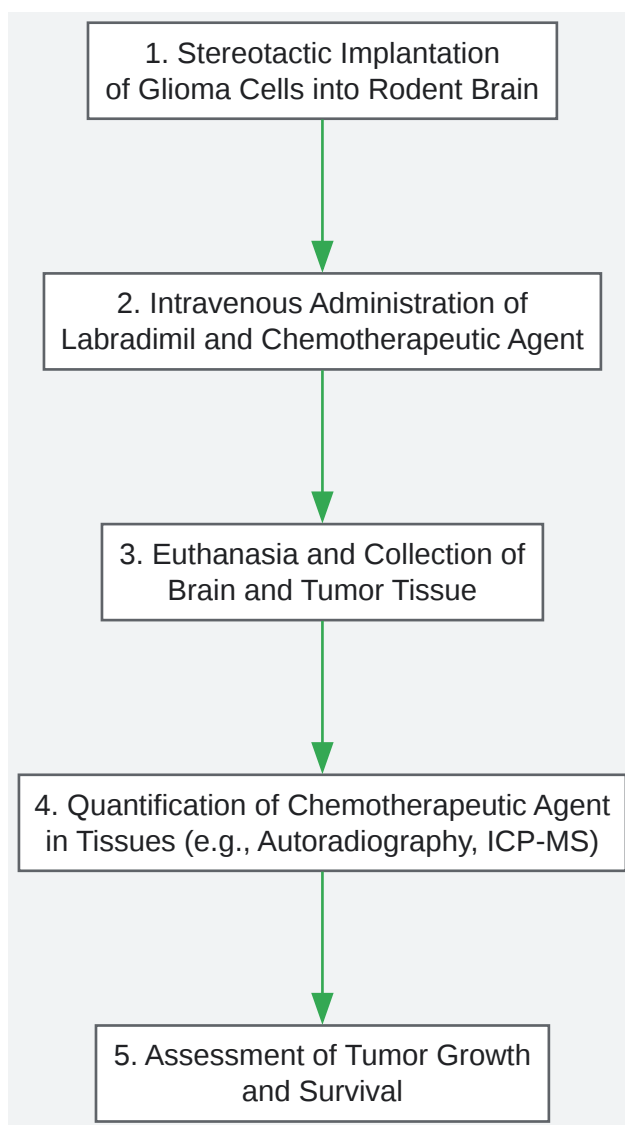 1. Stereotactic Implantation
of Glioma Cells into Rodent Brain
2. Intravenous Administration of
Labradimil and Chemotherapeutic Agent
3. Euthanasia and Collection of
Brain and Tumor Tissue
4. Quantification of Chemotherapeutic Agent
in Tissues (e.g., Autoradiography, ICP-MS)
5. Assessment of Tumor Growth
and Survival